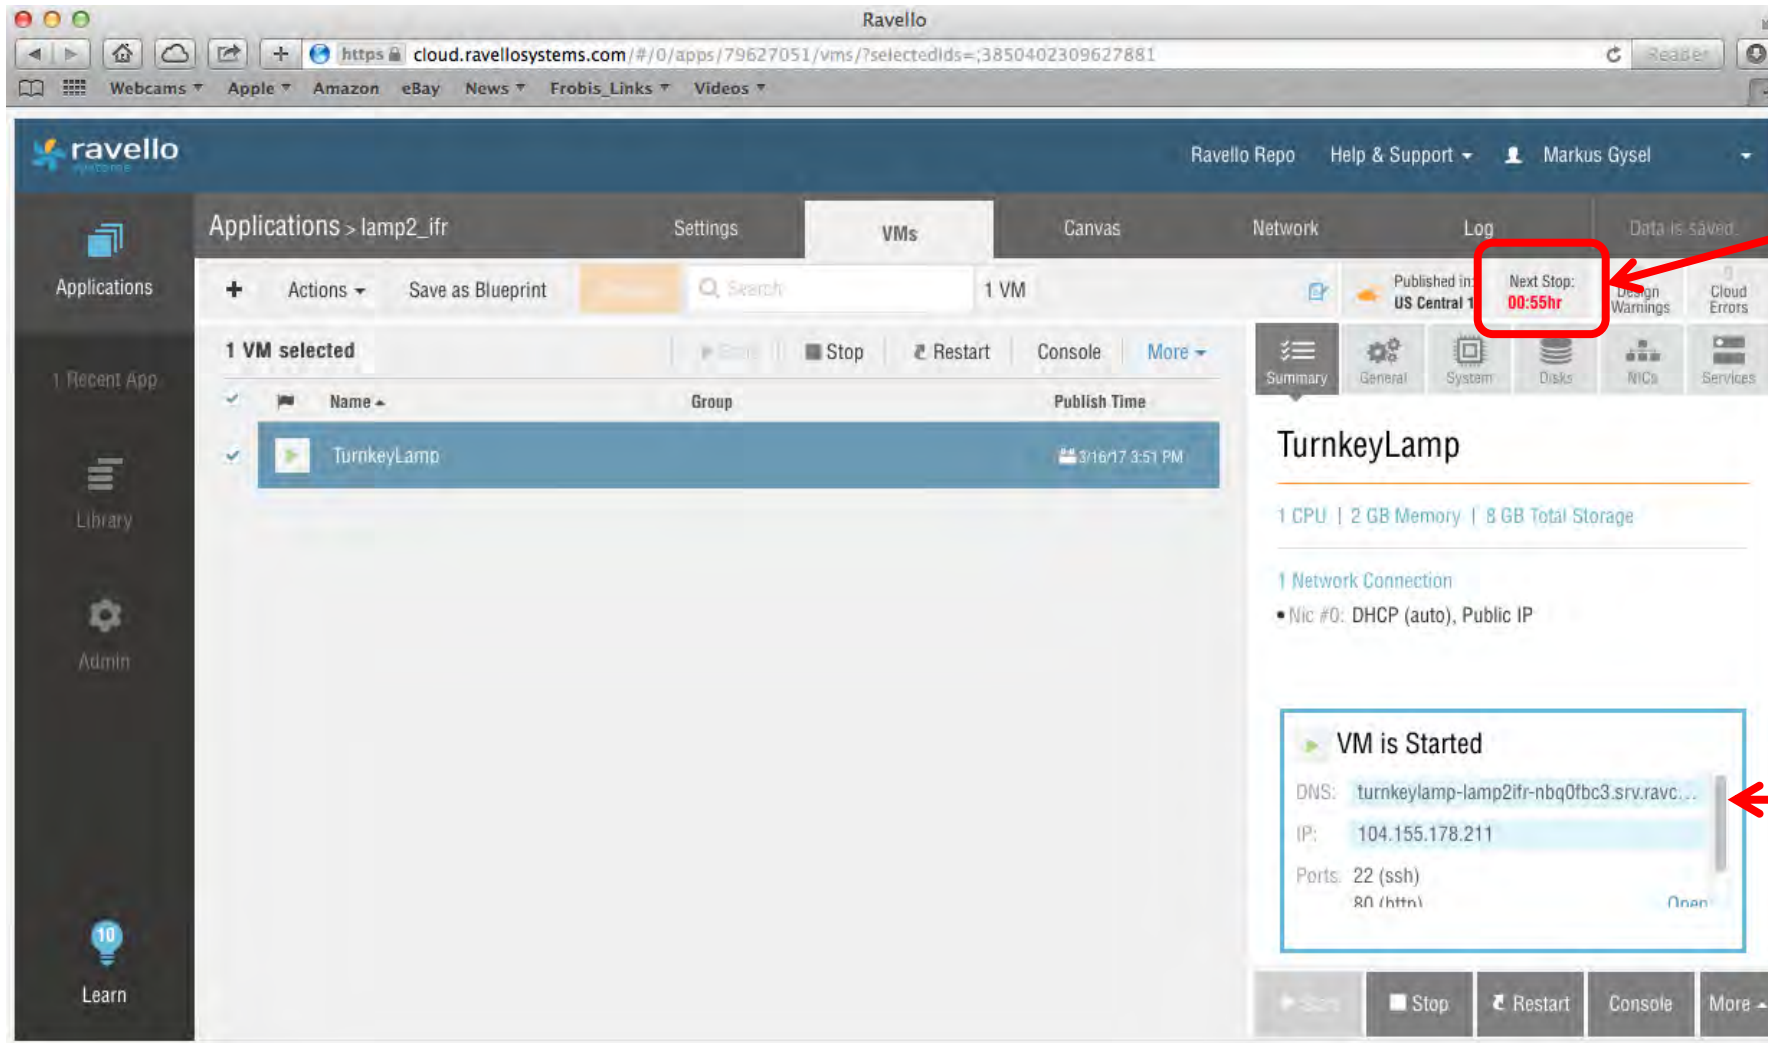 Ravello
https cloud.ravellosystems.com/#/0/apps/79627051/vms/?selectedIds=;3850402309627881
Reader
Webcams Apple Amazon eBay News Frobis_Links Videos
ravello
systems
Ravello Repo Help & Support Markus Gysel
Applications > lamp2_ifr Settings VMs Canvas Network Log Data is saved.
Applications
+ Actions Save as Blueprint Search 1 VM
Published in:
US Central 1
Next Stop:
00:55hr
0
Design
Warnings
Cloud
Errors
1 VM selected Start Stop Restart Console More
Summary General System Disks NICs Services
1 Recent App
Name Group Publish Time
TurnkeyLamp 3/16/17 3:51 PM
TurnkeyLamp
Library
1 CPU | 2 GB Memory | 8 GB Total Storage
1 Network Connection
• Nic #0: DHCP (auto), Public IP
Admin
VM is Started
DNS: turnkeylamp-lamp2ifr-nbq0fbc3.srv.ravc...
IP: 104.155.178.211
Ports: 22 (ssh)
80 (http) Open
10
Learn
Start Stop Restart Console More